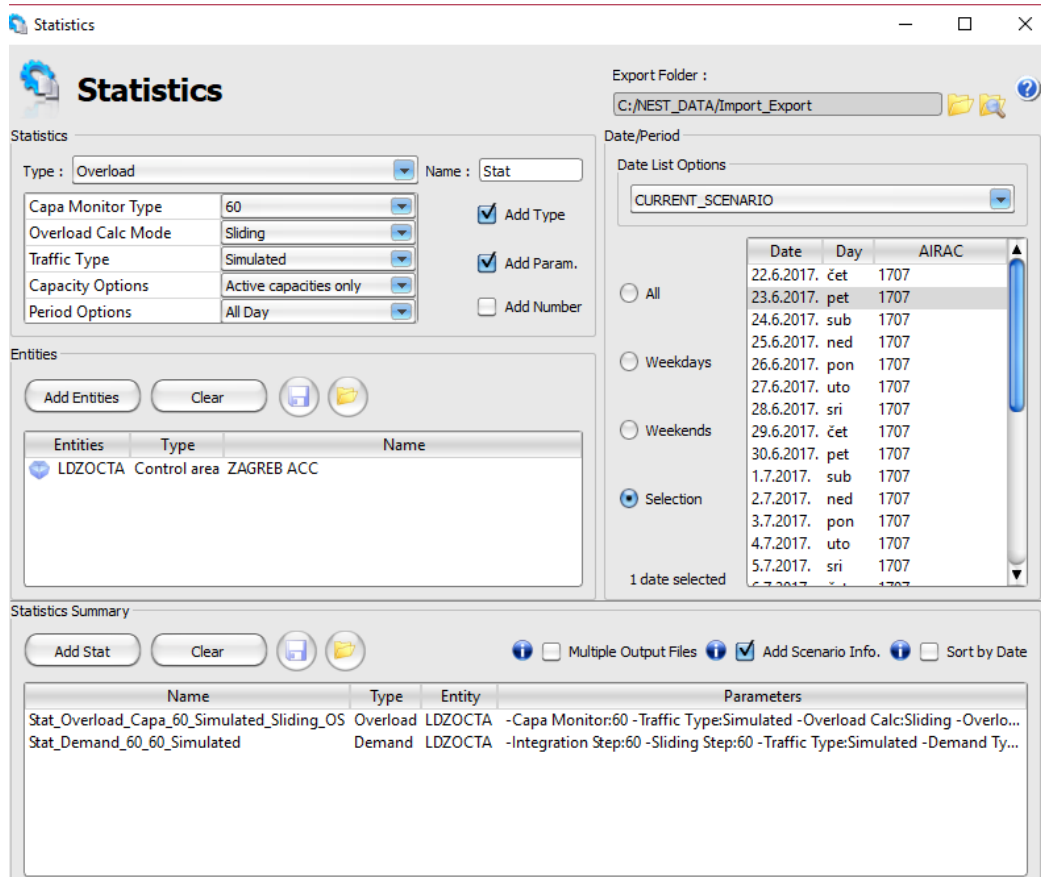 Statistics
Statistics
Export Folder :
C:/NEST_DATA/Import_Export
Statistics
Type : Overload Name : Stat
Capa Monitor Type 60
Overload Calc Mode Sliding
Traffic Type Simulated
Capacity Options Active capacities only
Period Options All Day
Add Type
Add Param.
Add Number
Date/Period
Date List Options
CURRENT_SCENARIO
All
Weekdays
Weekends
Selection
1 date selected
Date Day AIRAC
22.6.2017. čet 1707
23.6.2017. pet 1707
24.6.2017. sub 1707
25.6.2017. ned 1707
26.6.2017. pon 1707
27.6.2017. uto 1707
28.6.2017. sri 1707
29.6.2017. čet 1707
30.6.2017. pet 1707
1.7.2017. sub 1707
2.7.2017. ned 1707
3.7.2017. pon 1707
4.7.2017. uto 1707
5.7.2017. sri 1707
Entities
Add Entities Clear
Entities Type Name
LDZOCTA Control area ZAGREB ACC
Statistics Summary
Add Stat Clear Multiple Output Files Add Scenario Info. Sort by Date
Name Type Entity Parameters
Stat_Overload_Capa_60_Simulated_Sliding_OS Overload LDZOCTA -Capa Monitor:60 -Traffic Type:Simulated -Overload Calc:Sliding -Overlo...
Stat_Demand_60_60_Simulated Demand LDZOCTA -Integration Step:60 -Sliding Step:60 -Traffic Type:Simulated -Demand Ty...